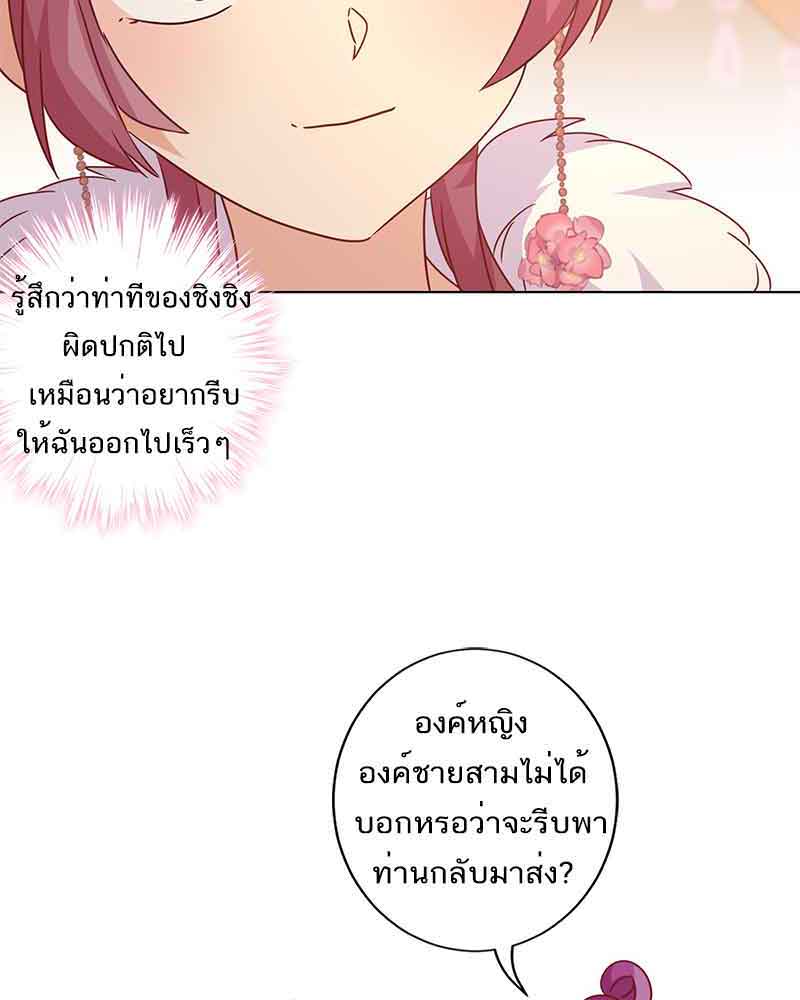 รู้สึกว่าท่าทีของชิงชิง
ผิดปกติไป
เหมือนว่าอยากรีบ
ให้ฉันออกไปเร็วๆ
องค์หญิง
องค์ชายสามไม่ได้
บอกหรอว่าจะรีบพา
ท่านกลับมาส่ง?